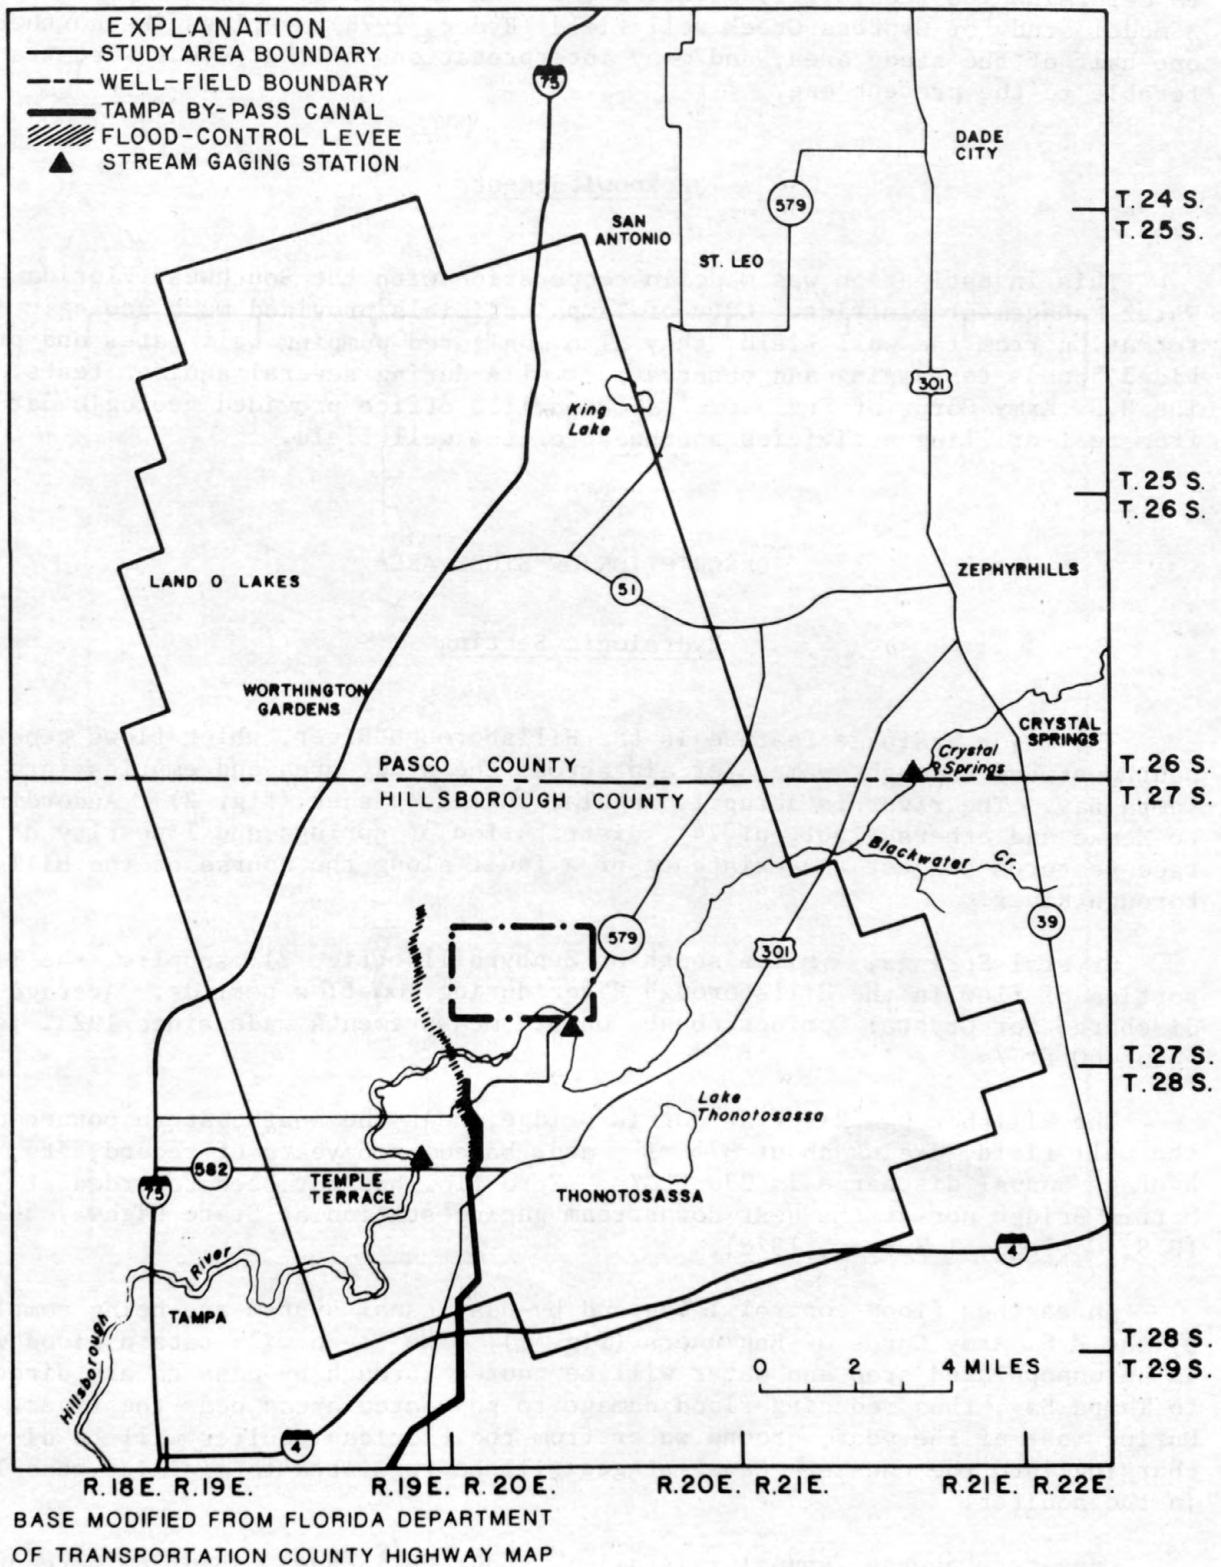 EXPLANATION
STUDY AREA BOUNDARY
WELL-FIELD BOUNDARY
TAMPA BY-PASS CANAL
FLOOD-CONTROL LEVEE
STREAM GAGING STATION
75
DADE
CITY
579
T. 24 S.
T. 25 S.
SAN
ANTONIO
ST. LEO
301
King
Lake
T. 25 S.
T. 26 S.
ZEPHYRHILLS
LAND O LAKES
51
WORTHINGTON
GARDENS
CRYSTAL
SPRINGS
Crystal
Springs
PASCO COUNTY
HILLSBOROUGH COUNTY
T. 26 S.
T. 27 S.
Blackwater Cr.
39
579
301
T. 27 S.
T. 28 S.
Lake
Thonotosassa
582
75
TEMPLE
TERRACE
THONOTOSASSA
4
River
TAMPA
Hillsborough
T. 28 S.
T. 29 S.
0 2 4 MILES
4
R.18 E. R.19 E. R.19 E. R.20 E. R.20 E. R.21 E. R.21 E. R.22 E.
BASE MODIFIED FROM FLORIDA DEPARTMENT
OF TRANSPORTATION COUNTY HIGHWAY MAP